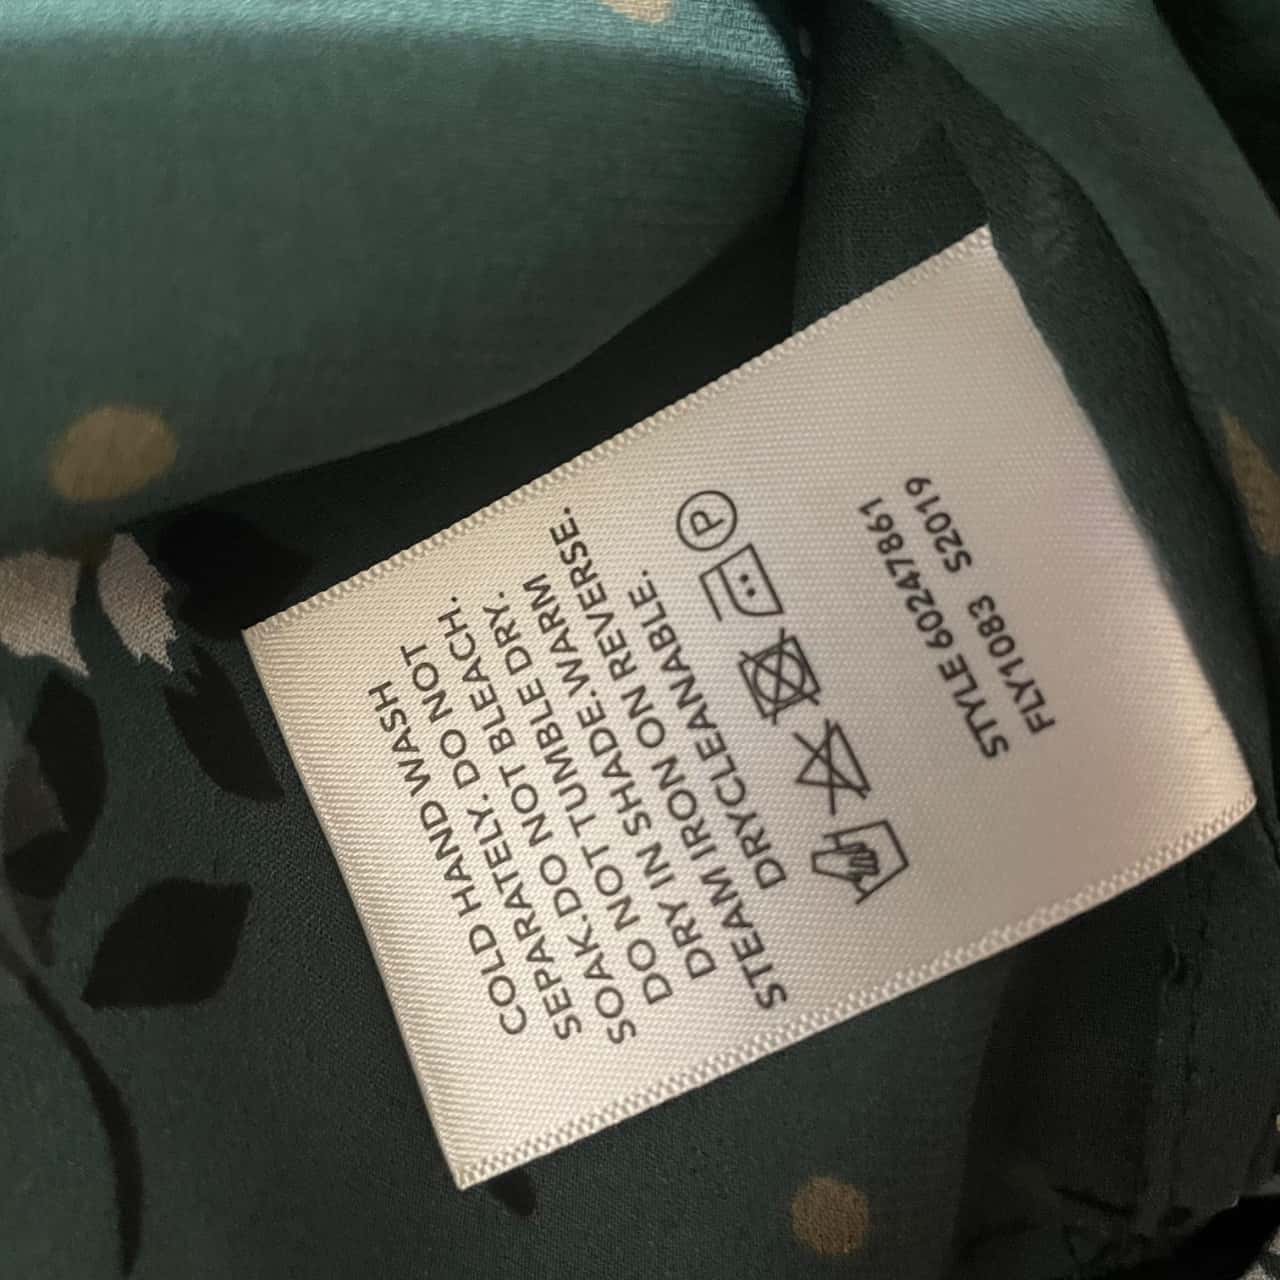 COLD HAND WASH
SEPARATELY. DO NOT
SOAK. DO NOT BLEACH.
DO NOT TUMBLE DRY.
DRY IN SHADE. WARM
STEAM IRON ON REVERSE.
DRYCLEANABLE.
P
STYLE 60247861
FLY1083 S2019